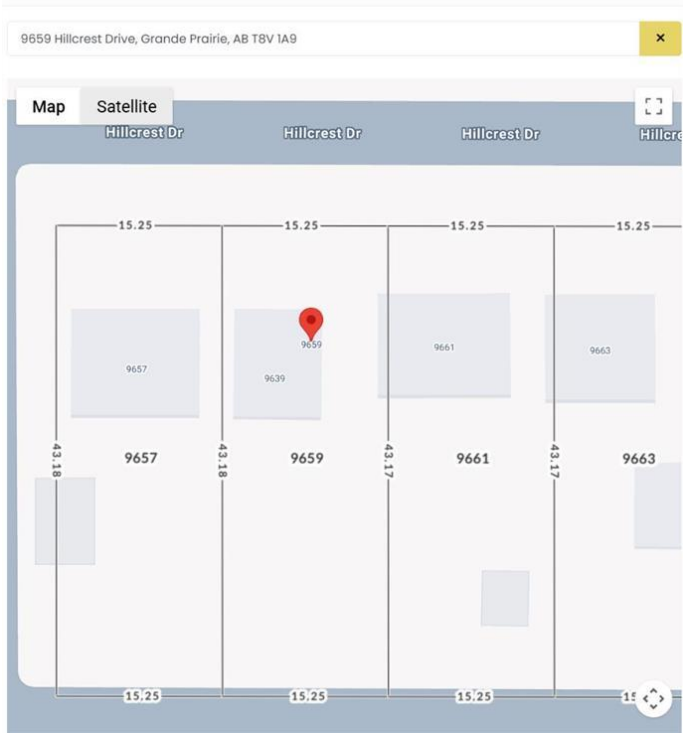 9659 Hillcrest Drive, Grande Prairie, AB T8V 1A9
×
Map Satellite
Hillcrest Dr Hillcrest Dr Hillcrest Dr Hillcre
15.25 15.25 15.25 15.25
9659 9661 9663
9657 9639
43.18 9657 43.18 9659 43.17 9661 43.17 9663
15.25 15.25 15.25 15